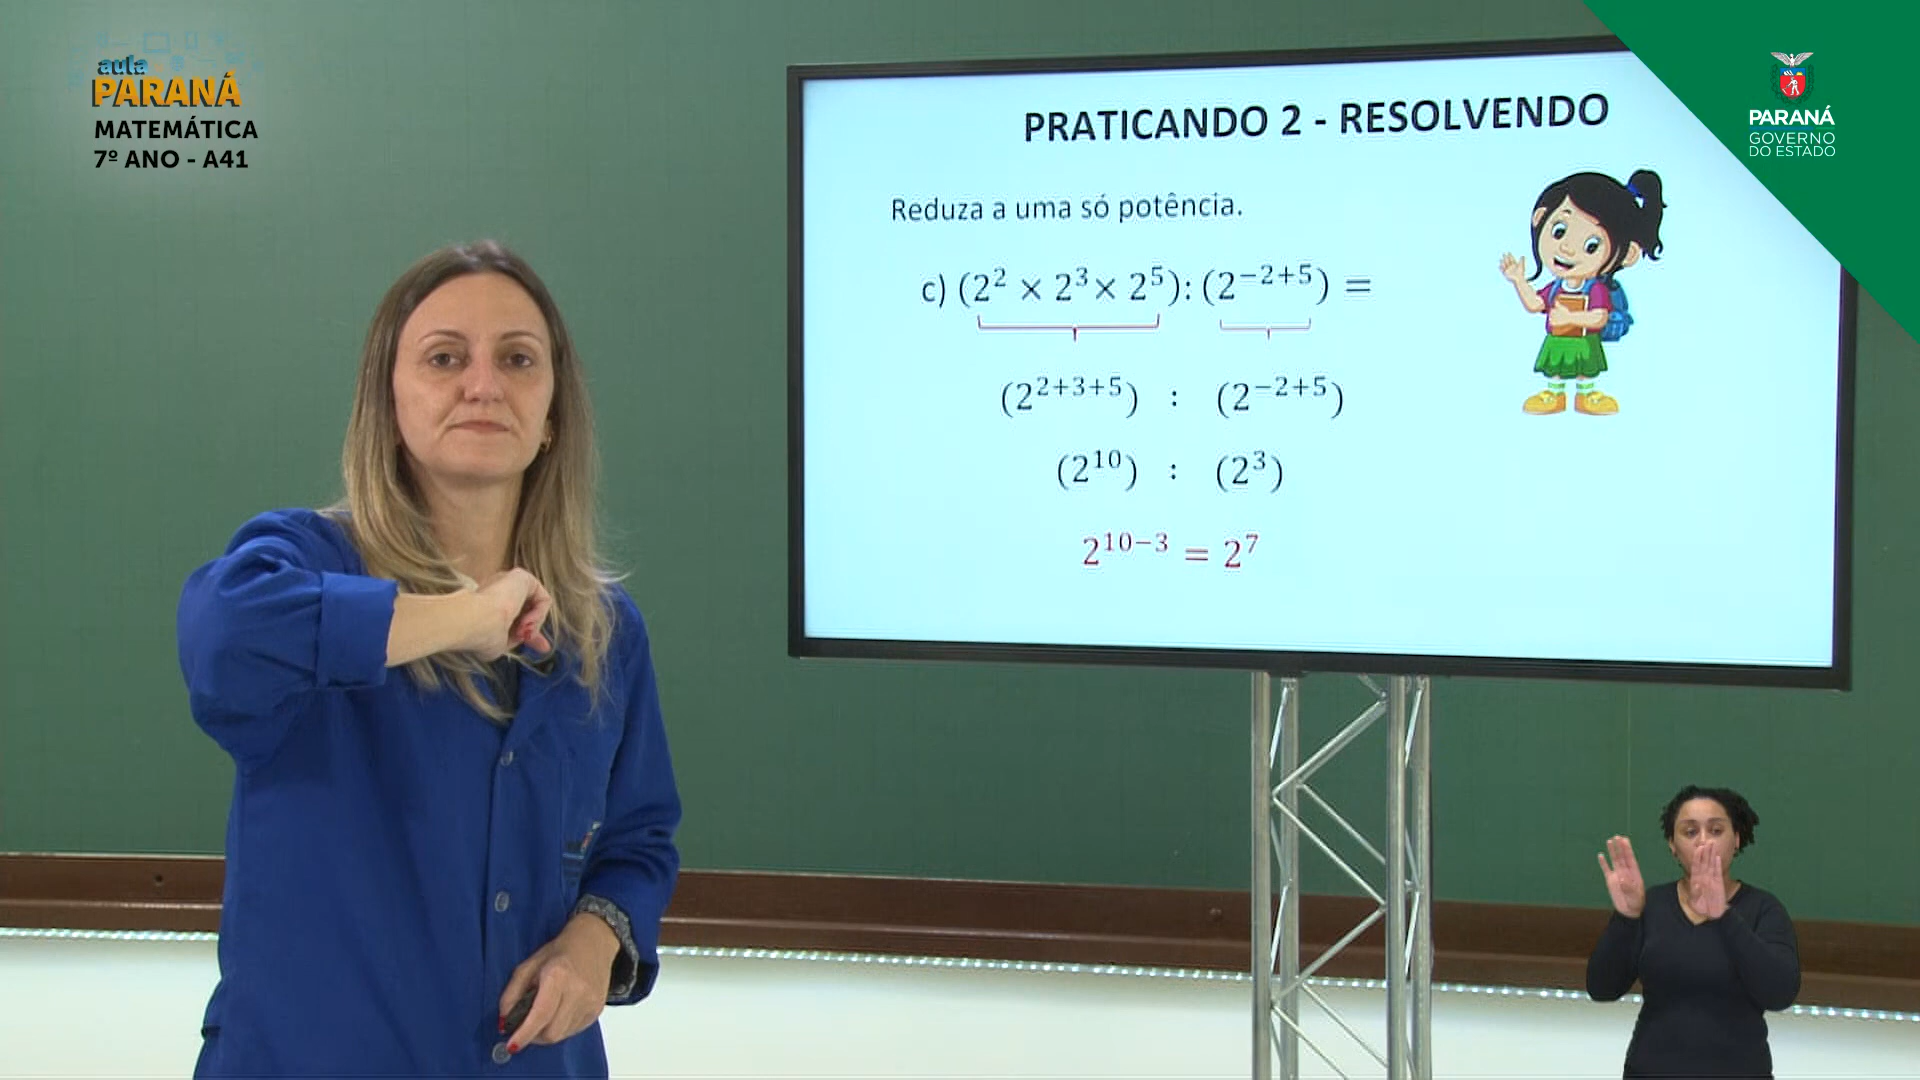 aula
PARANÁ
MATEMÁTICA
7º ANO - A41
PRATICANDO 2 - RESOLVENDO
Reduza a uma só potência.
c) (2² × 2³ × 2⁵) : (2⁻²⁺⁵) =
(2²⁺³⁺⁵) : (2⁻²⁺⁵)
(2¹⁰) : (2³)
2¹⁰⁻³ = 2⁷
PARANÁ
GOVERNO
DO ESTADO